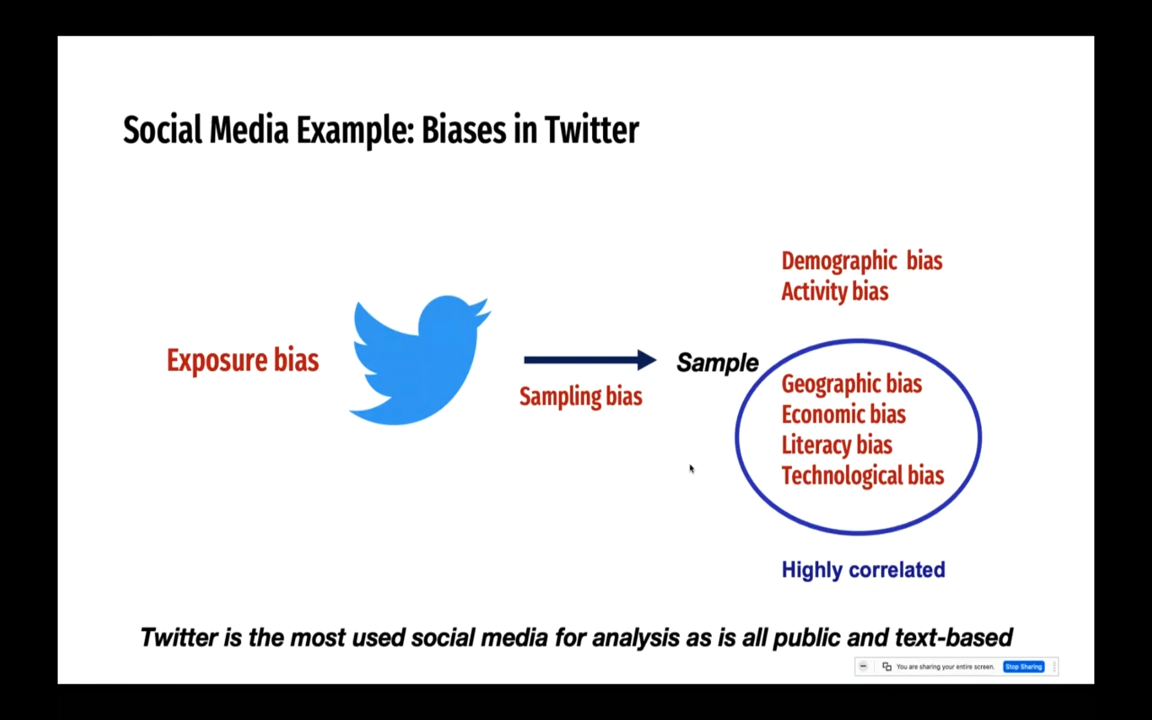 Social Media Example: Biases in Twitter
Demographic bias
Activity bias
Exposure bias
Sampling bias
Sample
Geographic bias
Economic bias
Literacy bias
Technological bias
Highly correlated
Twitter is the most used social media for analysis as is all public and text-based
You are sharing your entire screen.
Stop Sharing